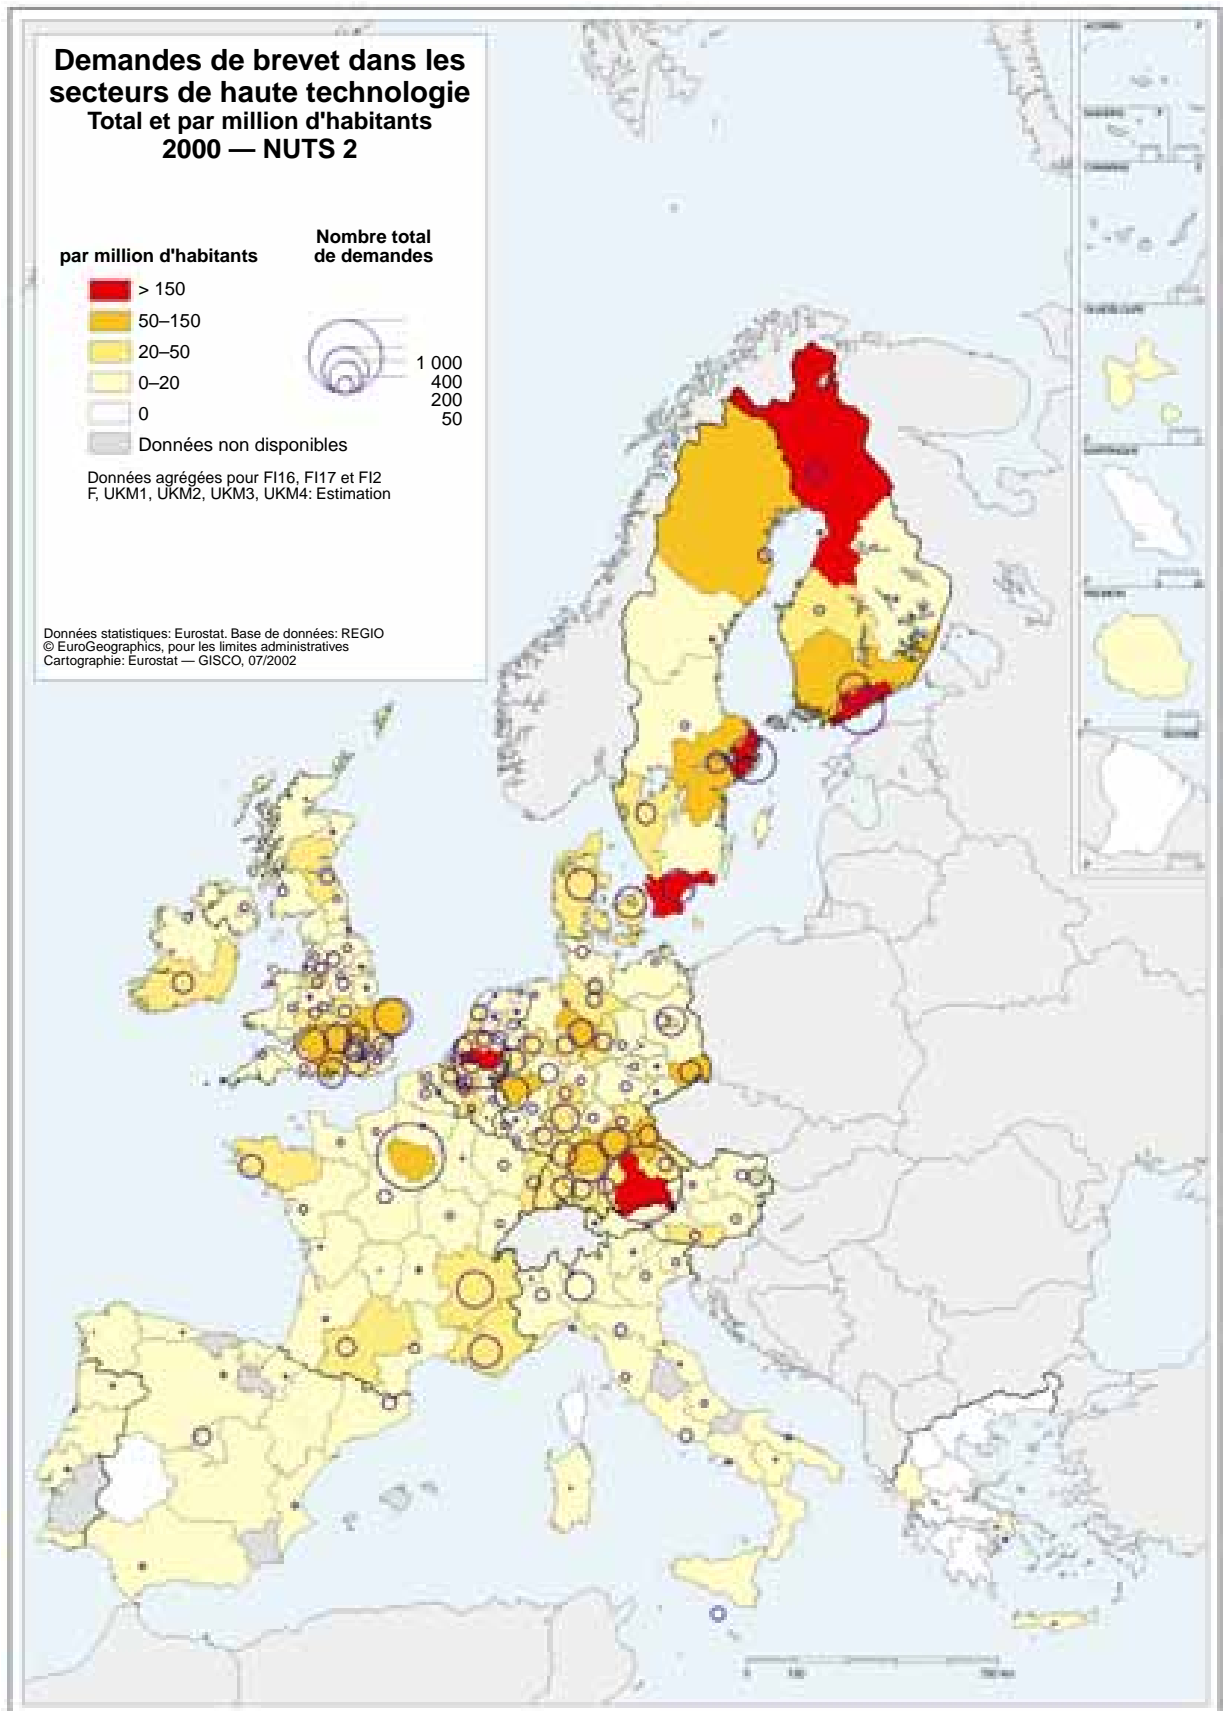 Demandes de brevet dans les
secteurs de haute technologie
Total et par million d'habitants
2000 — NUTS 2
par million d'habitants
> 150
50–150
20–50
0–20
0
Données non disponibles
Nombre total
de demandes
1 000
400
200
50
Données agrégées pour FI16, FI17 et FI2
F, UKM1, UKM2, UKM3, UKM4: Estimation
Données statistiques: Eurostat. Base de données: REGIO
© EuroGeographics, pour les limites administratives
Cartographie: Eurostat — GISCO, 07/2002
GUADELOUPE